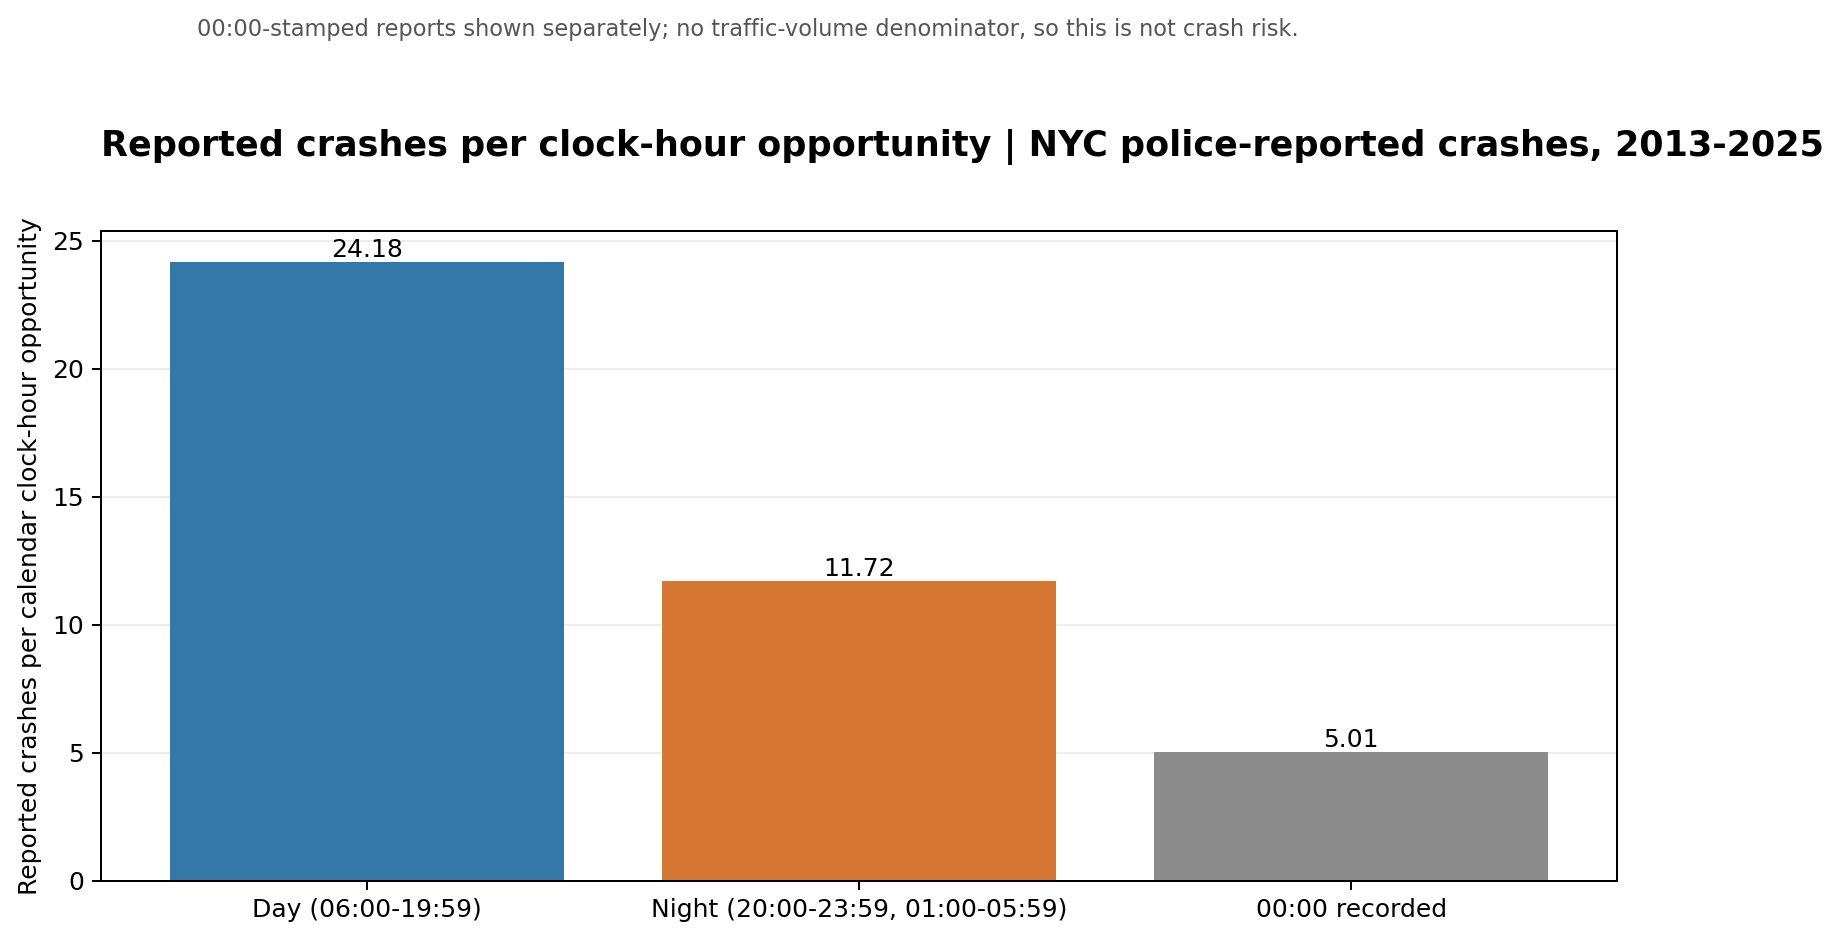 00:00-stamped reports shown separately; no traffic-volume denominator, so this is not crash risk.
Reported crashes per clock-hour opportunity | NYC police-reported crashes, 2013-2025
Reported crashes per calendar clock-hour opportunity
25
20
15
10
5
0
24.18
11.72
5.01
Day (06:00-19:59)
Night (20:00-23:59, 01:00-05:59)
00:00 recorded